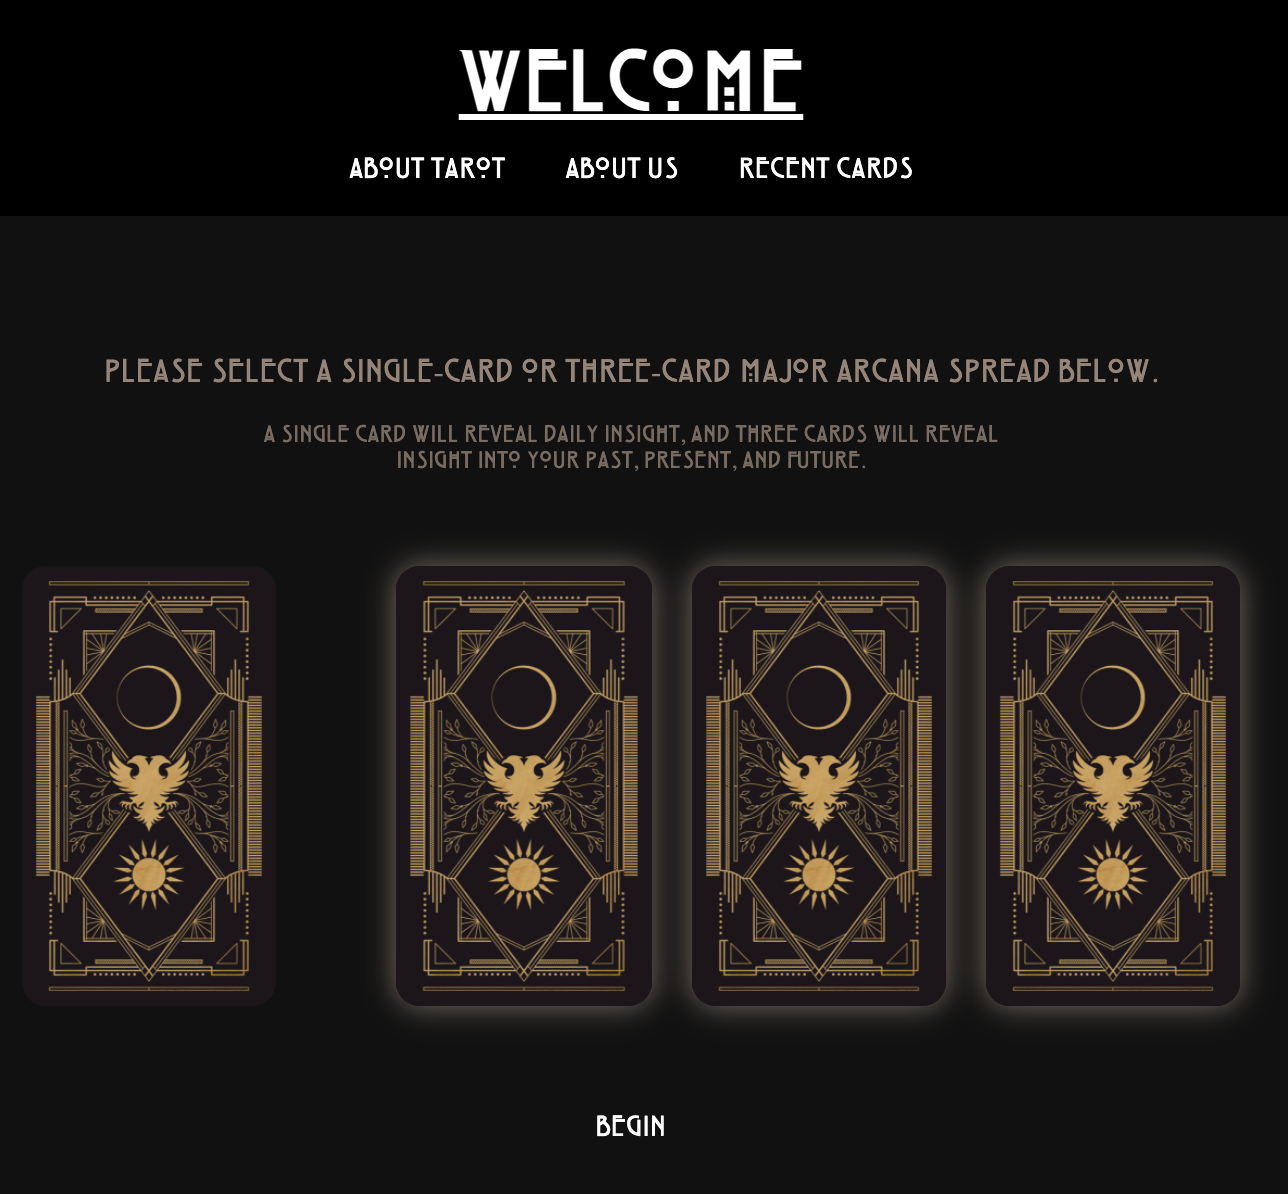 WELCOME
ABOUT TAROT ABOUT US RECENT CARDS
PLEASE SELECT A SINGLE-CARD OR THREE-CARD MAJOR ARCANA SPREAD BELOW.
A SINGLE CARD WILL REVEAL DAILY INSIGHT, AND THREE CARDS WILL REVEAL
INSIGHT INTO YOUR PAST, PRESENT, AND FUTURE.
BEGIN